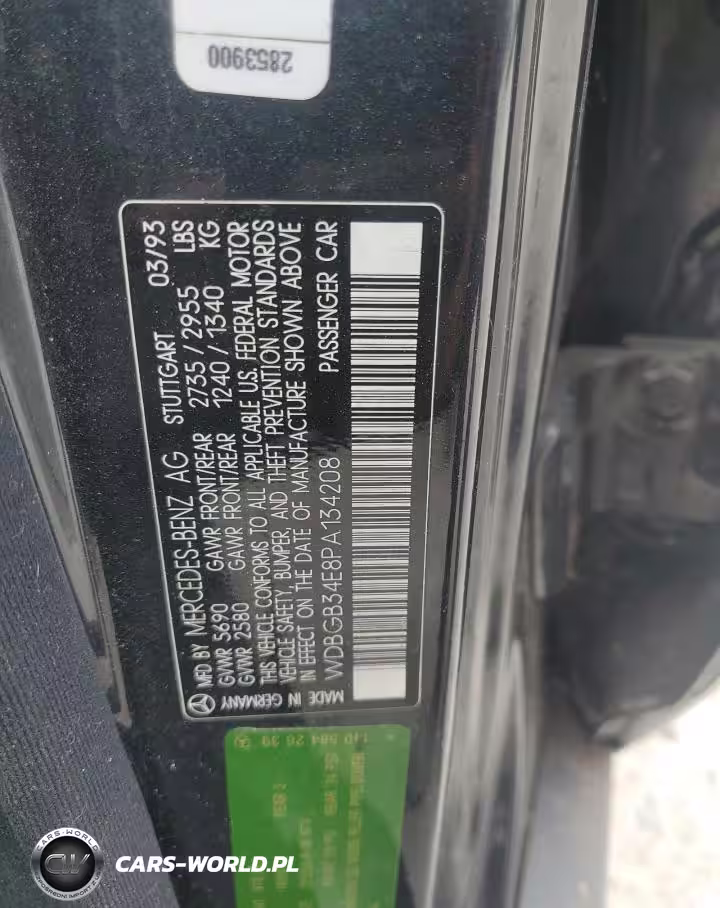 2853900
MFD BY MERCEDES-BENZ AG STUTTGART 03/93
GVWR 5690 GAWR FRONT/REAR 2735/2955 LBS
GVWR 2580 GAWR FRONT/REAR 1240/1340 KG
THIS VEHICLE CONFORMS TO ALL APPLICABLE U.S. FEDERAL MOTOR
VEHICLE SAFETY, BUMPER, AND THEFT PREVENTION STANDARDS
IN EFFECT ON THE DATE OF MANUFACTURE SHOWN ABOVE
WDBGB34E8PA134208 PASSENGER CAR
MADE IN GERMANY
140 584 26 39
CARS-WORLD
CW
CARS-WORLD.PL